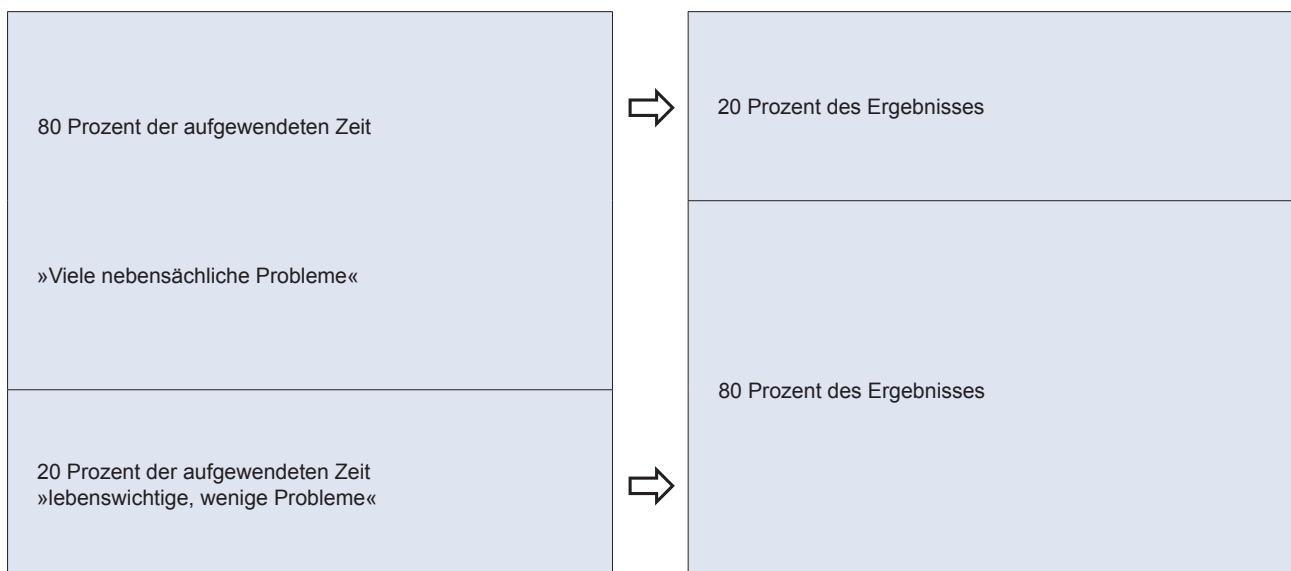 80 Prozent der aufgewendeten Zeit
»Viele nebensächliche Probleme«
20 Prozent der aufgewendeten Zeit
»lebenswichtige, wenige Probleme«
20 Prozent des Ergebnisses
80 Prozent des Ergebnisses